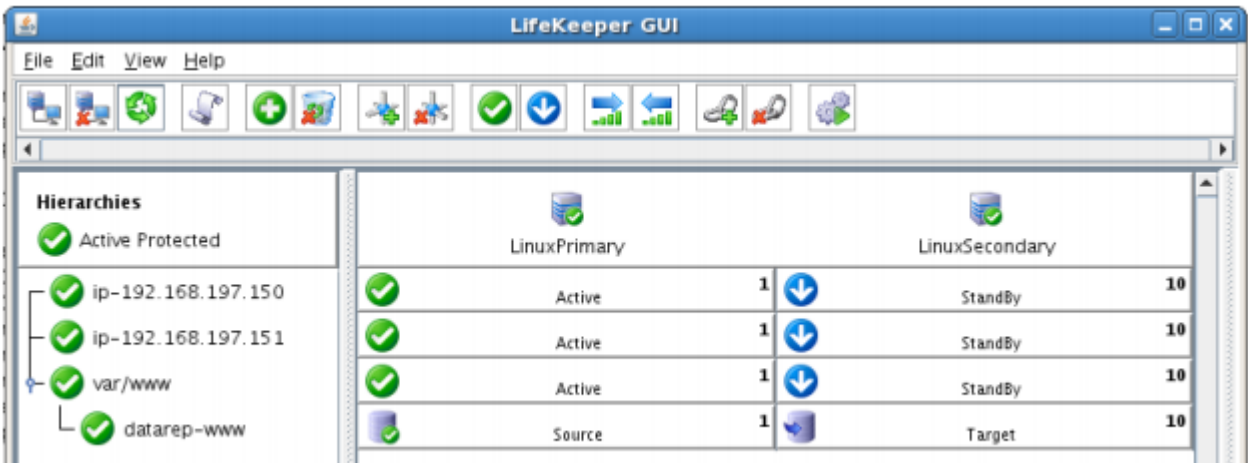 LifeKeeper GUI
File Edit View Help
Hierarchies
Active Protected
LinuxPrimary
LinuxSecondary
ip-192.168.197.150
Active 1
StandBy 10
ip-192.168.197.151
Active 1
StandBy 10
var/www
Active 1
StandBy 10
datarep-www
Source 1
Target 10